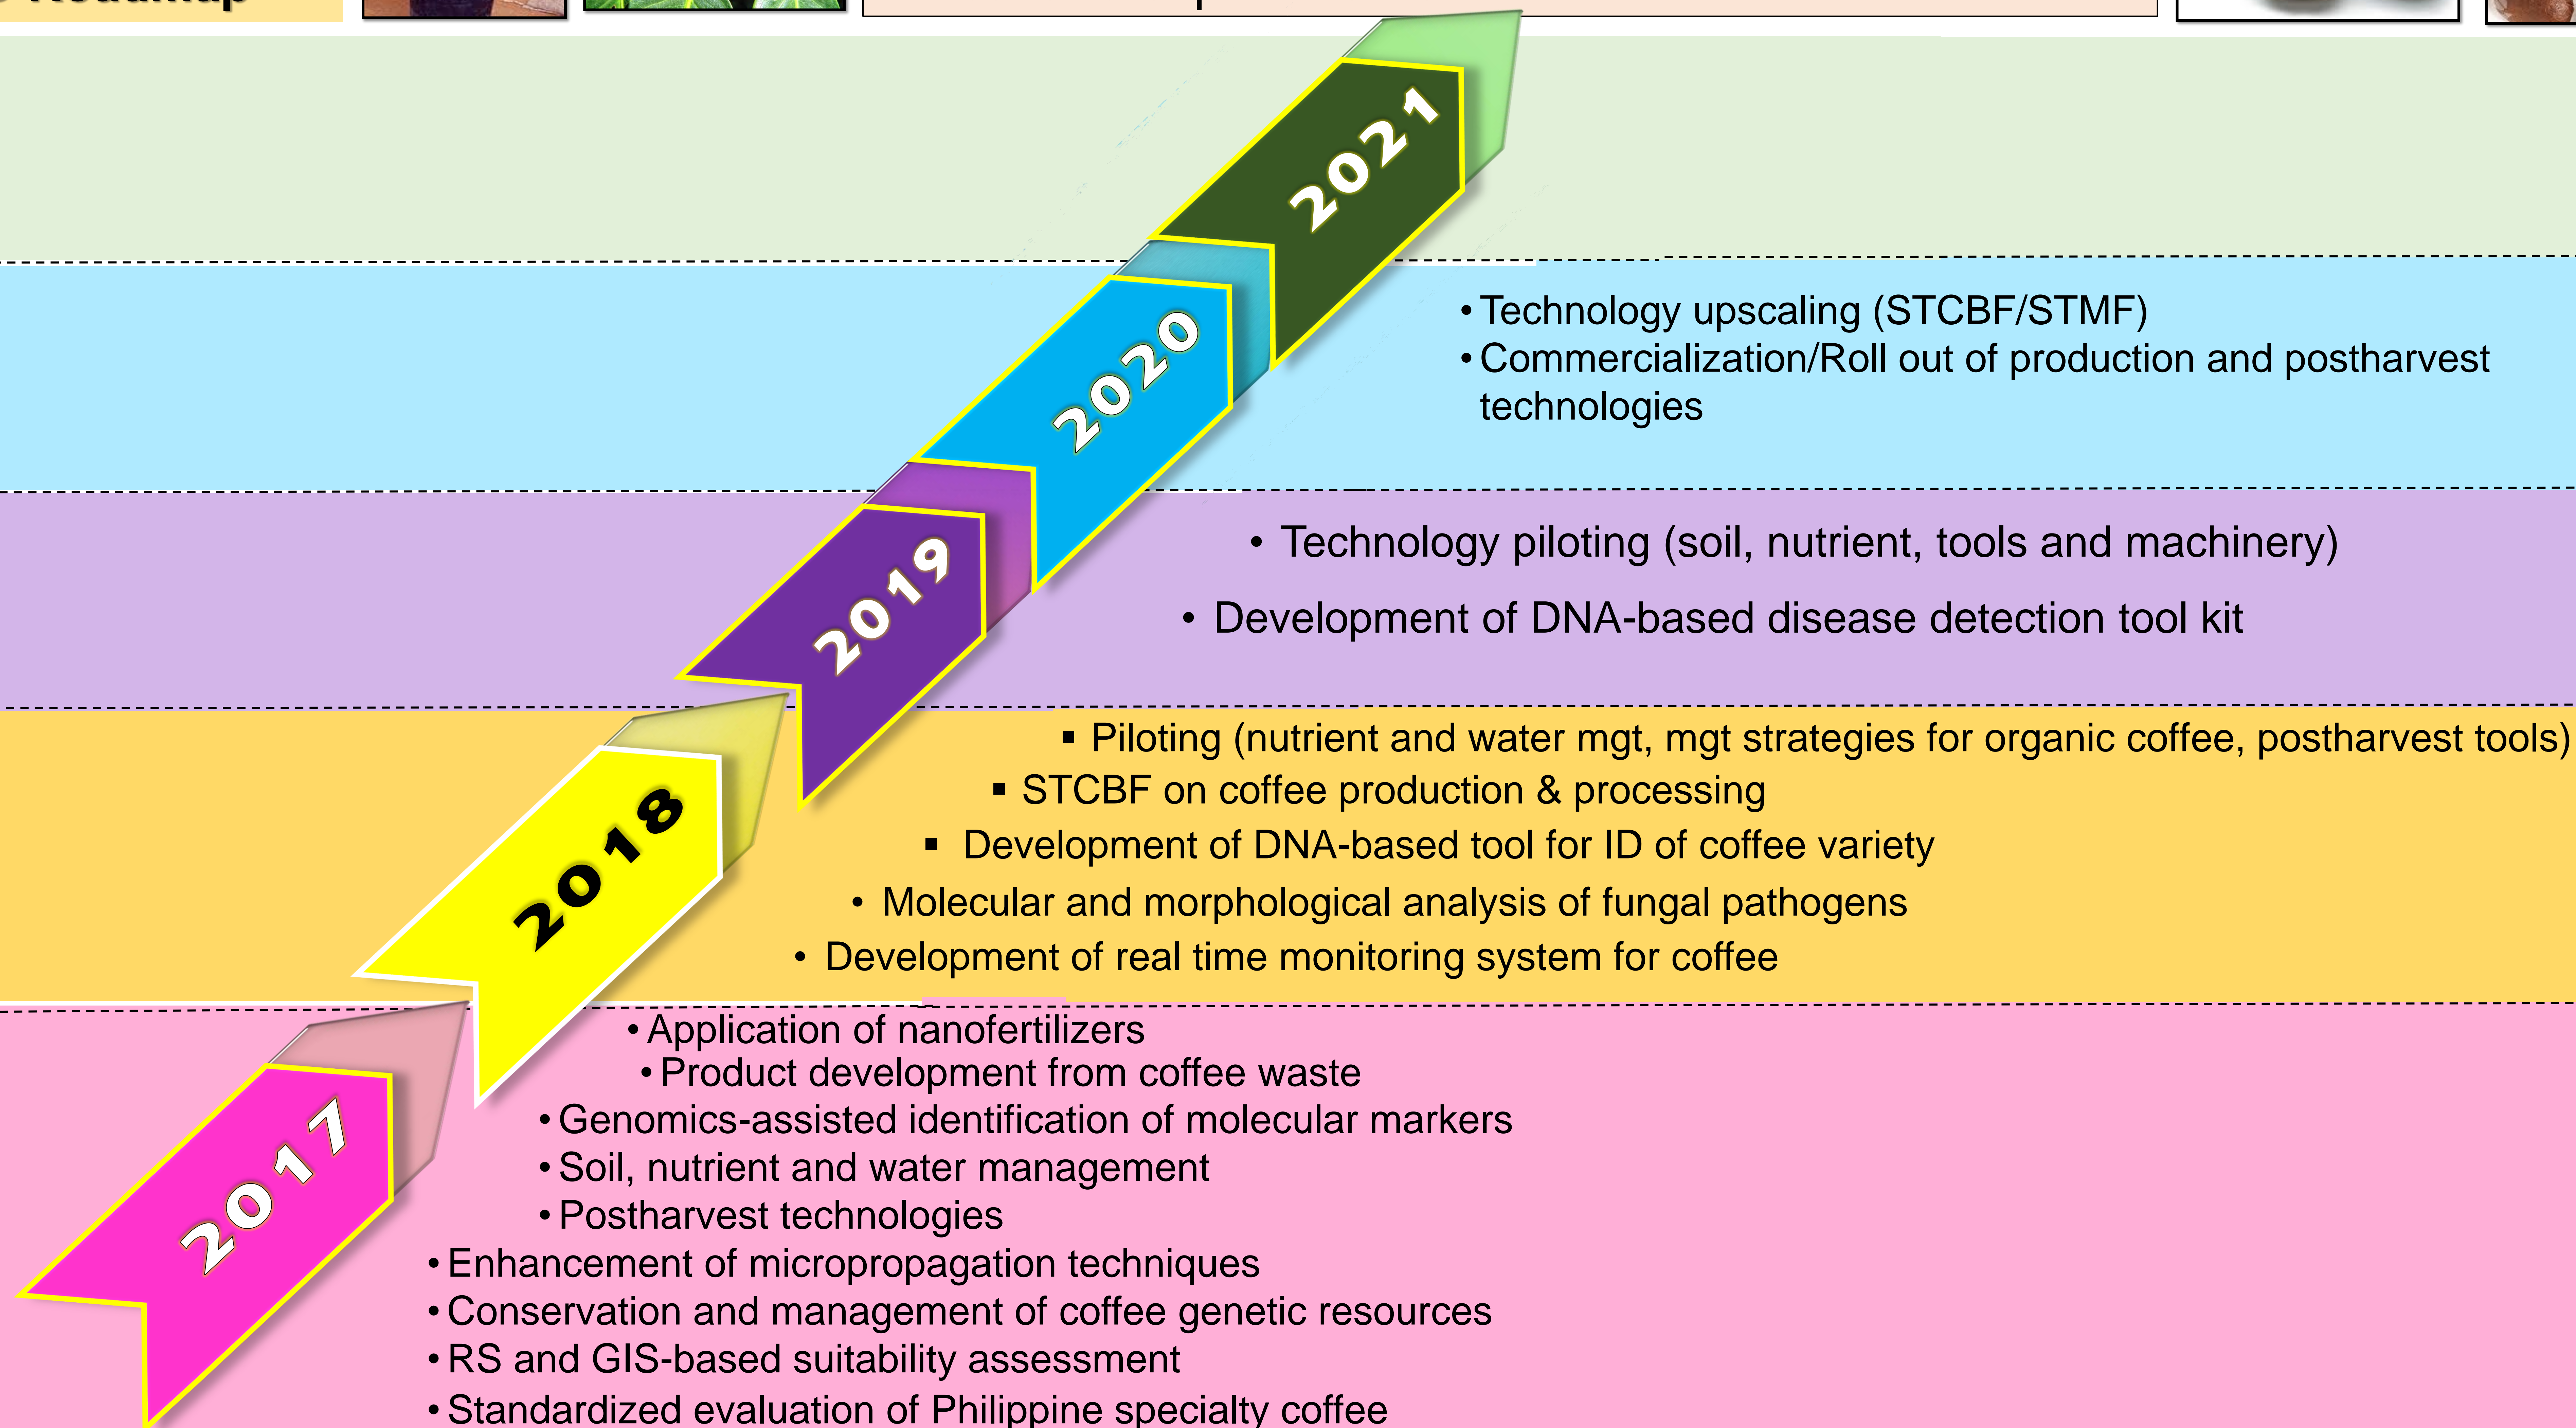 Roadmap
2021
• Technology upscaling (STCBF/STMF)
• Commercialization/Roll out of production and postharvest
technologies
2020
• Technology piloting (soil, nutrient, tools and machinery)
• Development of DNA-based disease detection tool kit
2019
▪ Piloting (nutrient and water mgt, mgt strategies for organic coffee, postharvest tools)
▪ STCBF on coffee production & processing
▪ Development of DNA-based tool for ID of coffee variety
• Molecular and morphological analysis of fungal pathogens
• Development of real time monitoring system for coffee
2018
• Application of nanofertilizers
• Product development from coffee waste
• Genomics-assisted identification of molecular markers
• Soil, nutrient and water management
• Postharvest technologies
• Enhancement of micropropagation techniques
• Conservation and management of coffee genetic resources
• RS and GIS-based suitability assessment
• Standardized evaluation of Philippine specialty coffee
2017